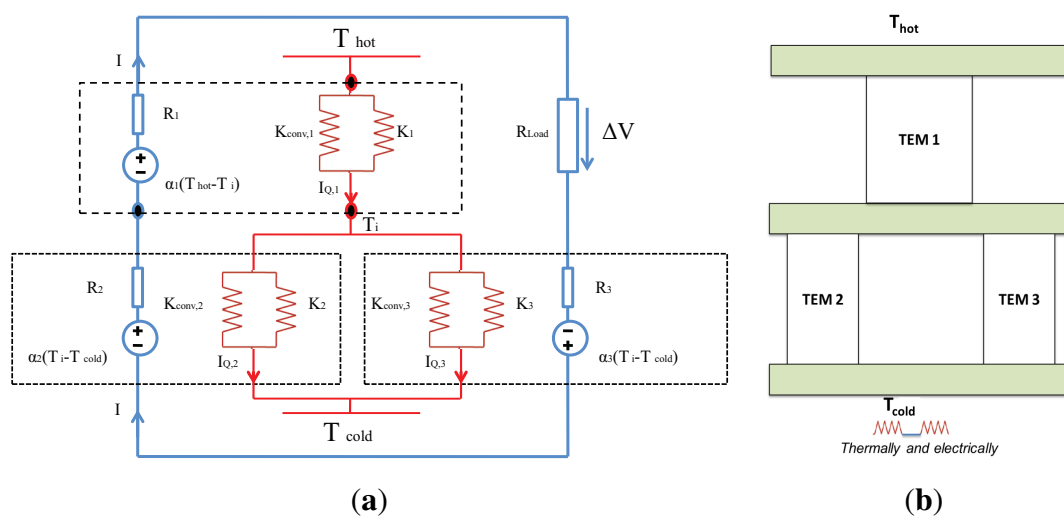 T hot
I
R1
Kconv,1
K1
RLoad
ΔV
+
−
α1(T hot-T i)
IQ,1
Ti
R2
Kconv,2
K2
Kconv,3
K3
R3
+
−
−
+
α2(T i-T cold)
IQ,2
IQ,3
α3(T i-T cold)
I
T cold
(a)
Thot
TEM 1
TEM 2
TEM 3
Tcold
Thermally and electrically
(b)